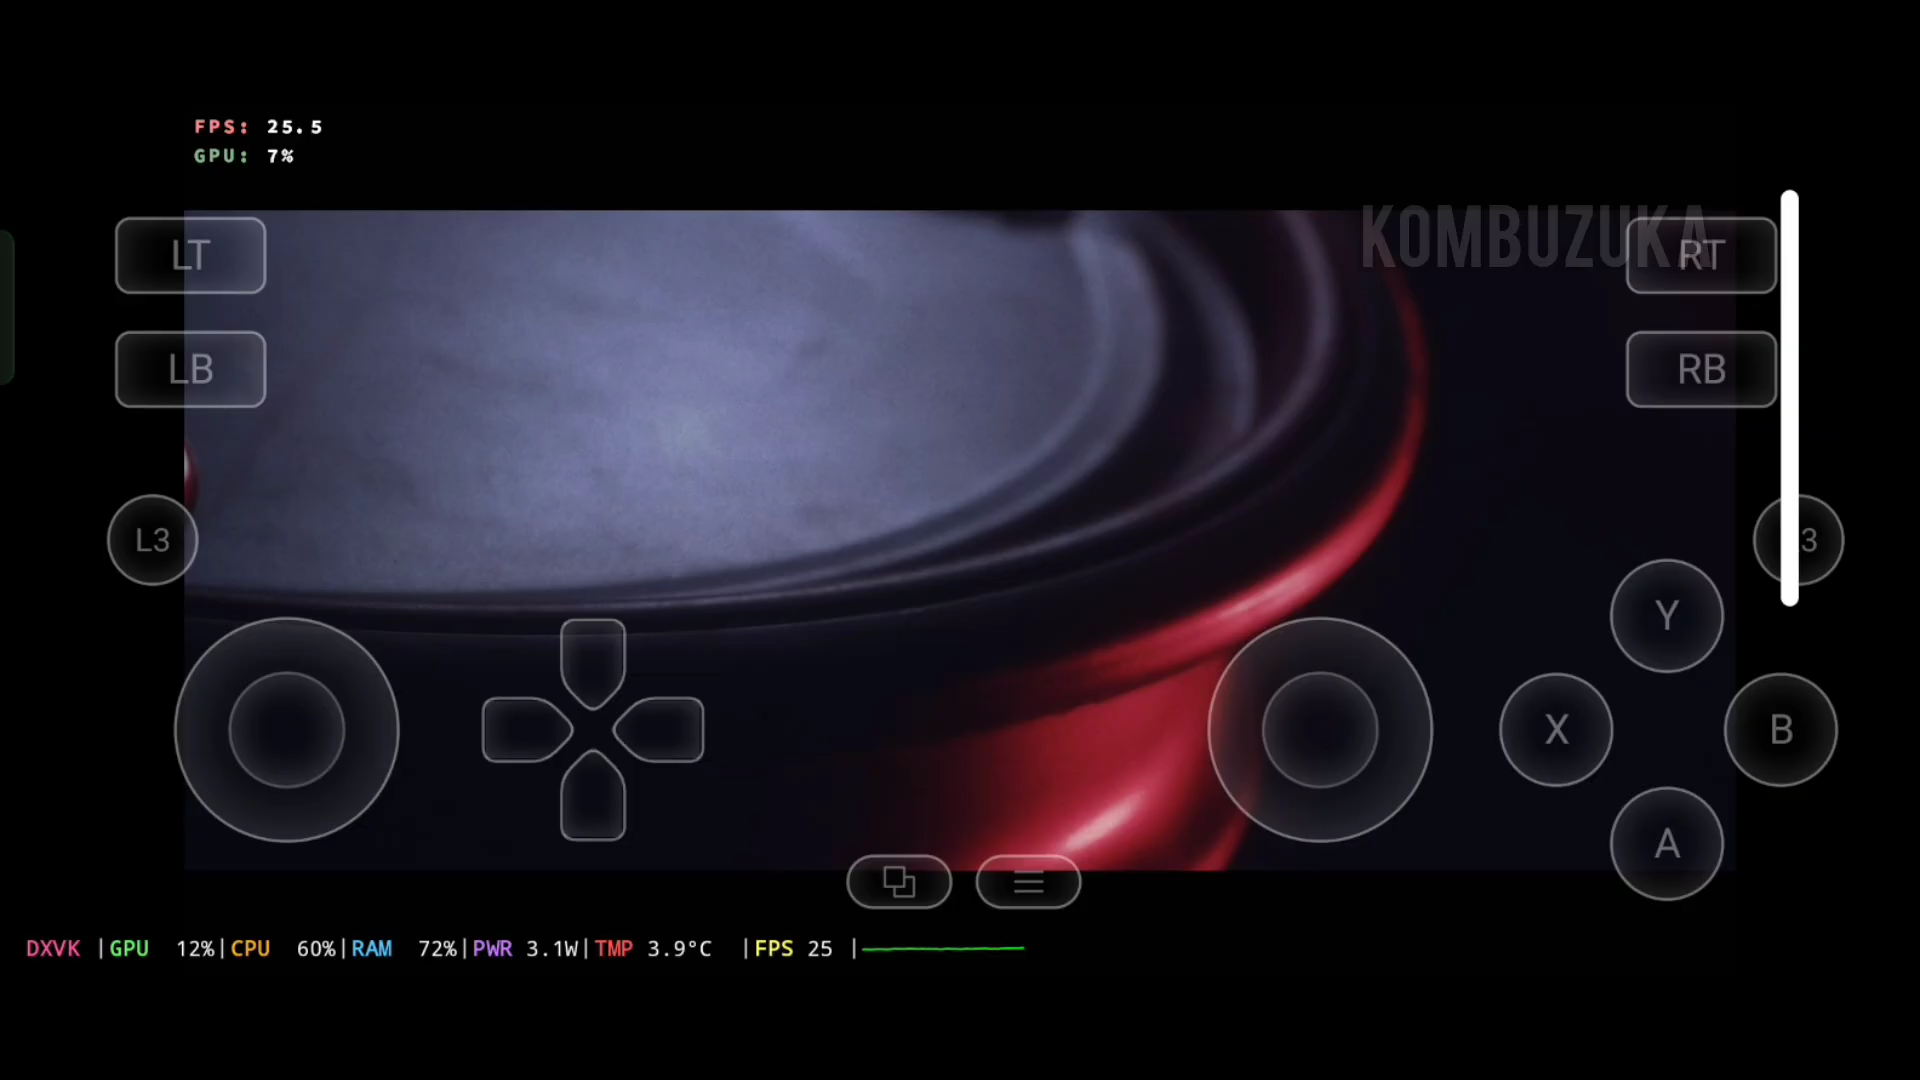 FPS: 25.5
GPU: 7%
KOMBUZUKA
LT
RT
LB
RB
L3
3
Y
X
B
A
DXVK |GPU 12%|CPU 60%|RAM 72%|PWR 3.1W|TMP 3.9°C |FPS 25 |